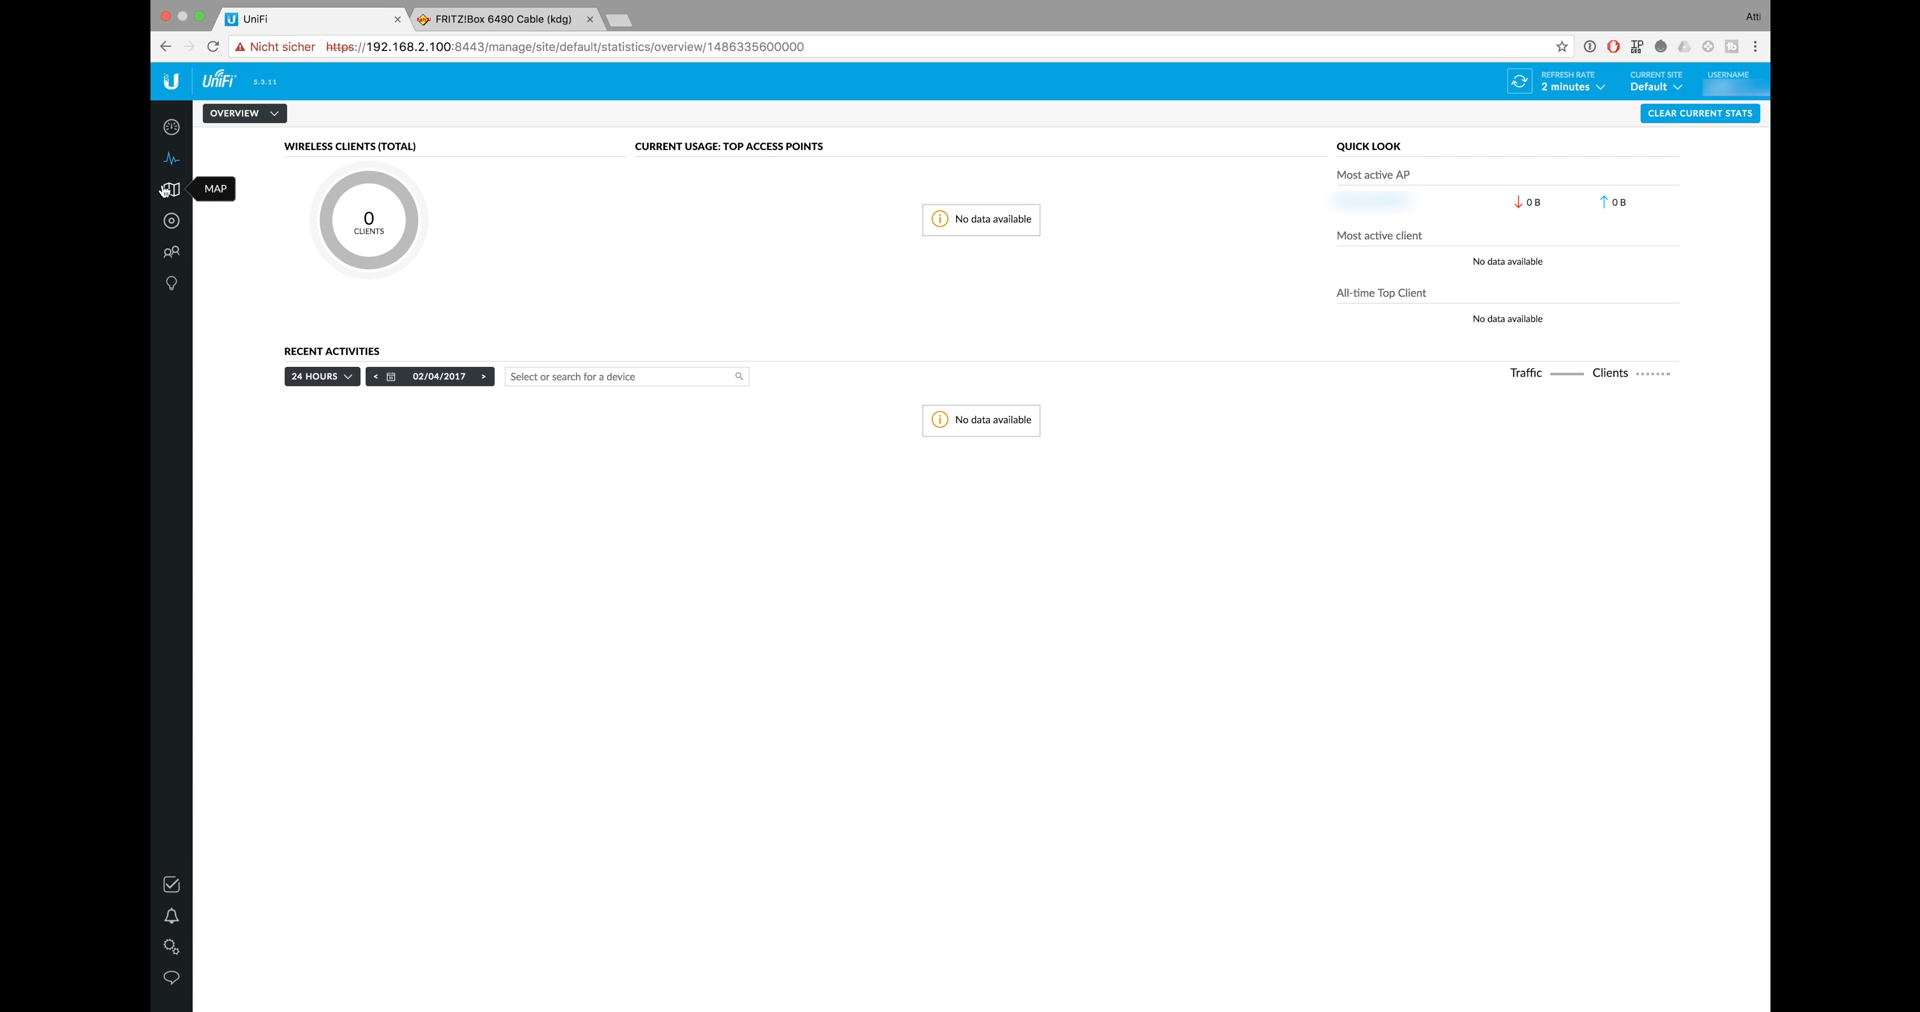 UniFi
FRITZ!Box 6490 Cable (kdg)
Atti
Nicht sicher https://192.168.2.100:8443/manage/site/default/statistics/overview/1486335600000
UniFi 5.3.11
REFRESH RATE
2 minutes
CURRENT SITE
Default
USERNAME
OVERVIEW
CLEAR CURRENT STATS
MAP
WIRELESS CLIENTS (TOTAL)
0
CLIENTS
CURRENT USAGE: TOP ACCESS POINTS
No data available
QUICK LOOK
Most active AP
0 B
0 B
Most active client
No data available
All-time Top Client
No data available
RECENT ACTIVITIES
24 HOURS
< 02/04/2017 >
Select or search for a device
Traffic
Clients
No data available